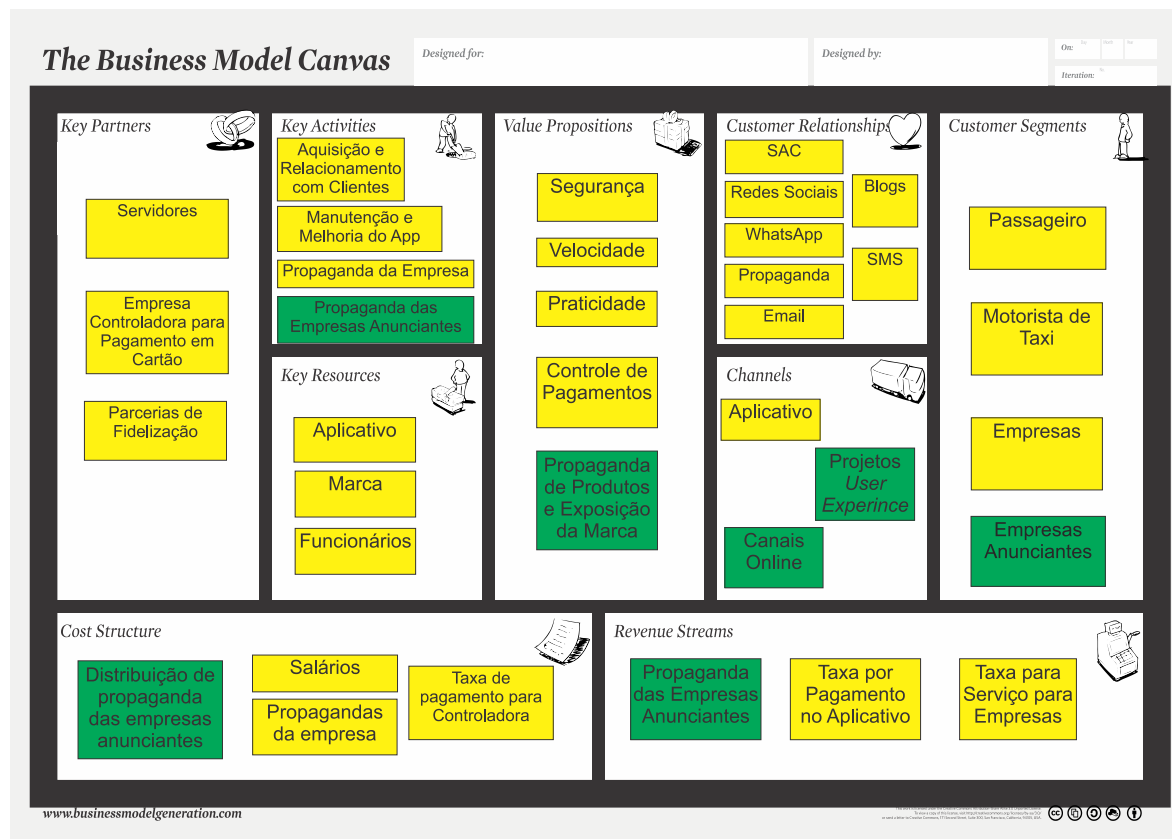 The Business Model Canvas
Designed for:
Designed by:
On:
Iteration:
Key Partners
Servidores
Empresa
Controladora para
Pagamento em
Cartão
Parcerias de
Fidelização
Key Activities
Aquisição e
Relacionamento
com Clientes
Manutenção e
Melhoria do App
Propaganda da Empresa
Propaganda das
Empresas Anunciantes
Key Resources
Aplicativo
Marca
Funcionários
Value Propositions
Segurança
Velocidade
Praticidade
Controle de
Pagamentos
Propaganda
de Produtos
e Exposição
da Marca
Customer Relationships
SAC
Redes Sociais
WhatsApp
Propaganda
Email
Blogs
SMS
Channels
Aplicativo
Projetos
User
Experince
Canais
Online
Customer Segments
Passageiro
Motorista de
Taxi
Empresas
Empresas
Anunciantes
Cost Structure
Distribuição de
propaganda
das empresas
anunciantes
Salários
Propagandas
da empresa
Taxa de
pagamento para
Controladora
Revenue Streams
Propaganda
das Empresas
Anunciantes
Taxa por
Pagamento
no Aplicativo
Taxa para
Serviço para
Empresas
www.businessmodelgeneration.com